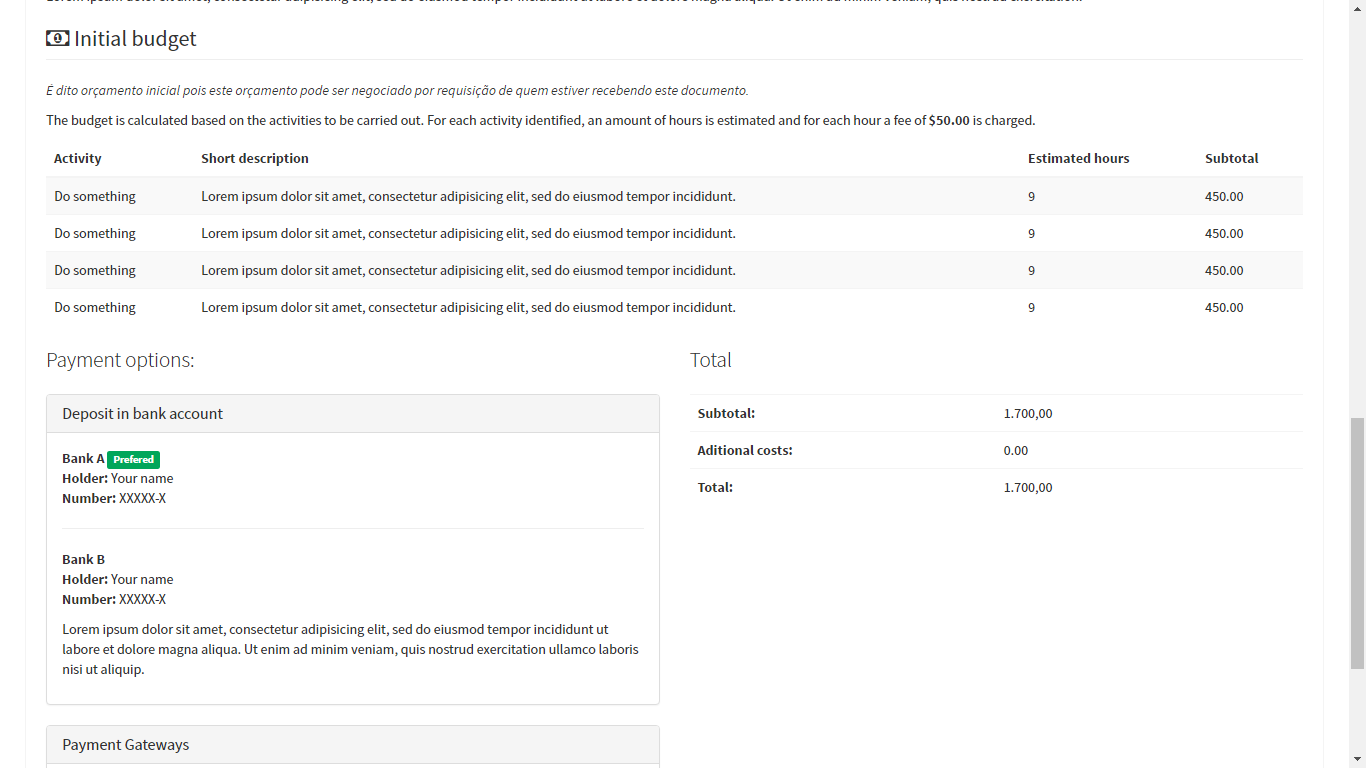 Lorem ipsum dolor sit amet, consectetur adipisicing elit, sed do eiusmod tempor incididunt ut labore et dolore magna aliqua. Ut enim ad minim veniam, quis nostrud exercitation.
Initial budget
É dito orçamento inicial pois este orçamento pode ser negociado por requisição de quem estiver recebendo este documento.
The budget is calculated based on the activities to be carried out. For each activity identified, an amount of hours is estimated and for each hour a fee of $50.00 is charged.
Activity Short description Estimated hours Subtotal
Do something Lorem ipsum dolor sit amet, consectetur adipisicing elit, sed do eiusmod tempor incididunt. 9 450.00
Do something Lorem ipsum dolor sit amet, consectetur adipisicing elit, sed do eiusmod tempor incididunt. 9 450.00
Do something Lorem ipsum dolor sit amet, consectetur adipisicing elit, sed do eiusmod tempor incididunt. 9 450.00
Do something Lorem ipsum dolor sit amet, consectetur adipisicing elit, sed do eiusmod tempor incididunt. 9 450.00
Payment options:
Deposit in bank account
Bank A Prefered
Holder: Your name
Number: XXXXX-X
Bank B
Holder: Your name
Number: XXXXX-X
Lorem ipsum dolor sit amet, consectetur adipisicing elit, sed do eiusmod tempor incididunt ut
labore et dolore magna aliqua. Ut enim ad minim veniam, quis nostrud exercitation ullamco laboris
nisi ut aliquip.
Payment Gateways
Total
Subtotal: 1.700,00
Aditional costs: 0.00
Total: 1.700,00